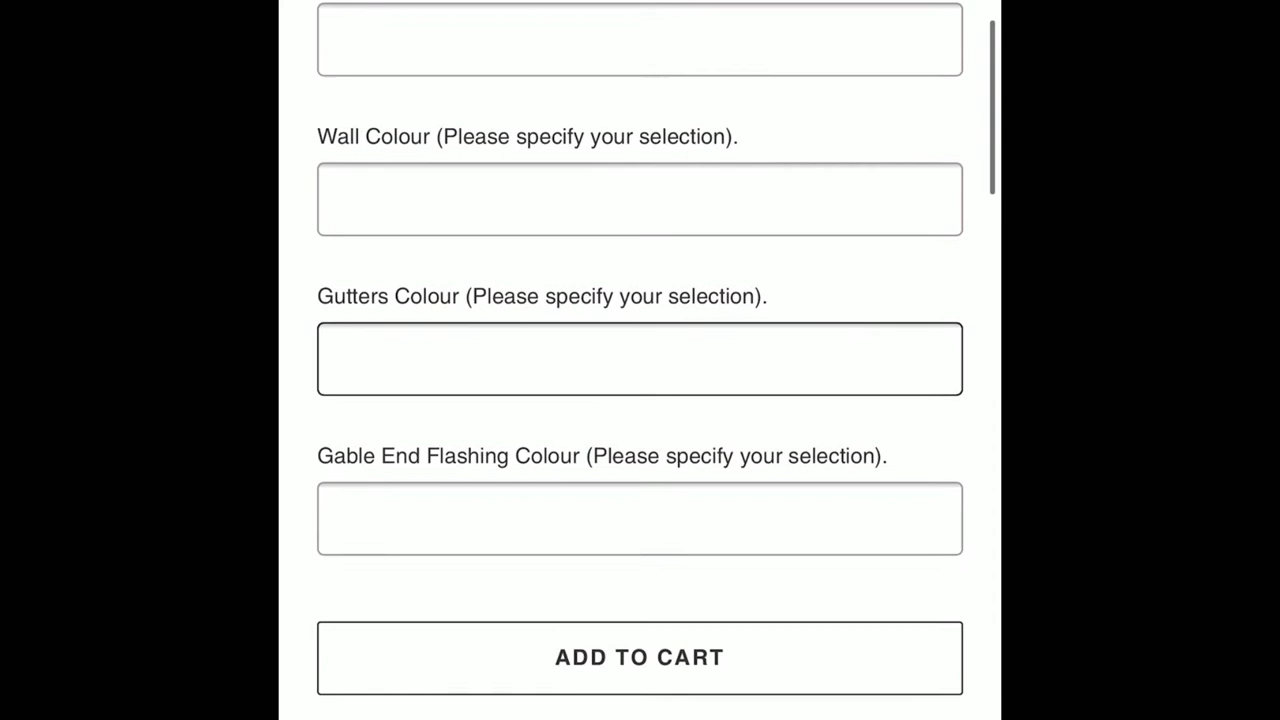 Wall Colour (Please specify your selection).
Gutters Colour (Please specify your selection).
Gable End Flashing Colour (Please specify your selection).
ADD TO CART